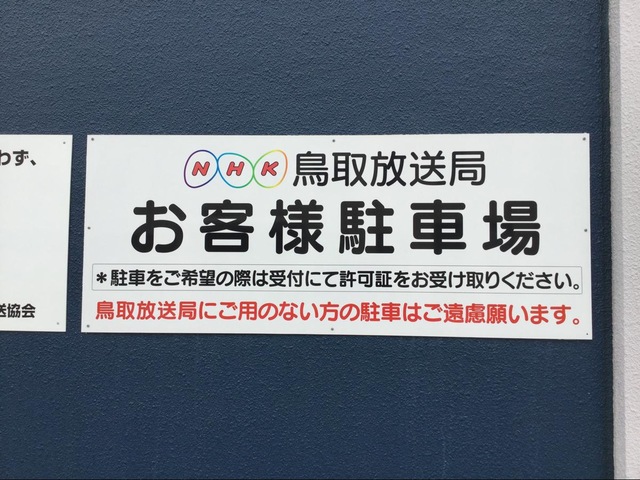 わず、
送協会
NHK 鳥取放送局
お客様駐車場
*駐車をご希望の際は受付にて許可証をお受け取りください。
鳥取放送局にご用のない方の駐車はご遠慮願います。